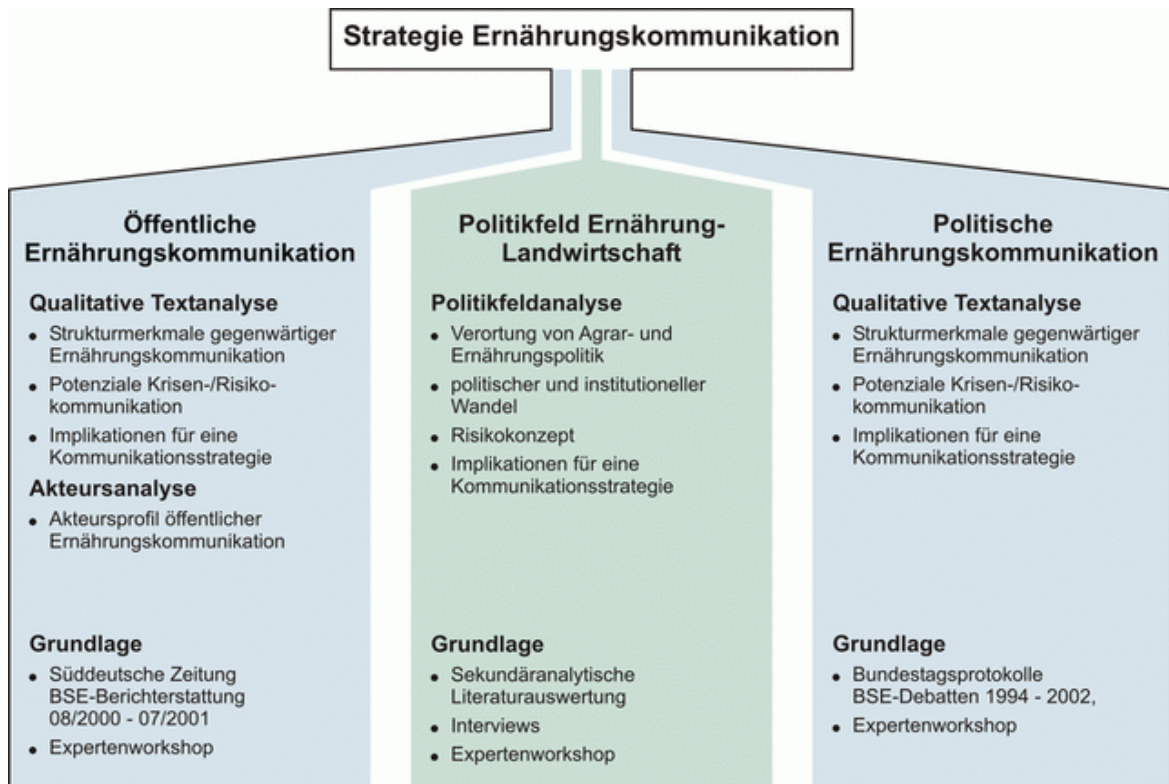 Strategie Ernährungskommunikation
Öffentliche
Ernährungskommunikation
Qualitative Textanalyse
• Strukturmerkmale gegenwärtiger
Ernährungskommunikation
• Potenziale Krisen-/Risiko-
kommunikation
• Implikationen für eine
Kommunikationsstrategie
Akteursanalyse
• Akteursprofil öffentlicher
Ernährungskommunikation
Grundlage
• Süddeutsche Zeitung
BSE-Berichterstattung
08/2000 - 07/2001
• Expertenworkshop
Politikfeld Ernährung-
Landwirtschaft
Politikfeldanalyse
• Verortung von Agrar- und
Ernährungspolitik
• politischer und institutioneller
Wandel
• Risikokonzept
• Implikationen für eine
Kommunikationsstrategie
Grundlage
• Sekundäranalytische
Literaturauswertung
• Interviews
• Expertenworkshop
Politische
Ernährungskommunikation
Qualitative Textanalyse
• Strukturmerkmale gegenwärtiger
Ernährungskommunikation
• Potenziale Krisen-/Risiko-
kommunikation
• Implikationen für eine
Kommunikationsstrategie
Grundlage
• Bundestagsprotokolle
BSE-Debatten 1994 - 2002,
• Expertenworkshop